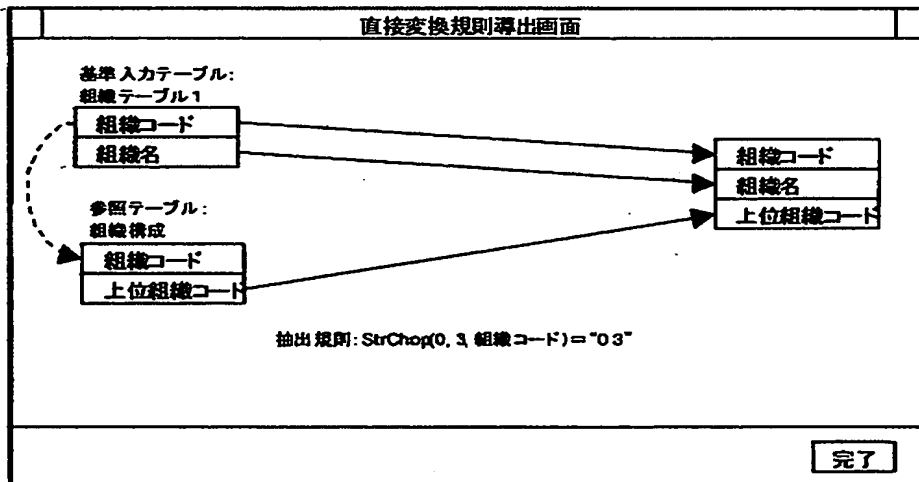 直接変換規則導出画面
基準入力テーブル:
組織テーブル1
組織コード
組織名
組織コード
組織名
上位組織コード
参照テーブル:
組織構成
組織コード
上位組織コード
抽出規則: StrChop(0, 3, 組織コード) = "03"
完了